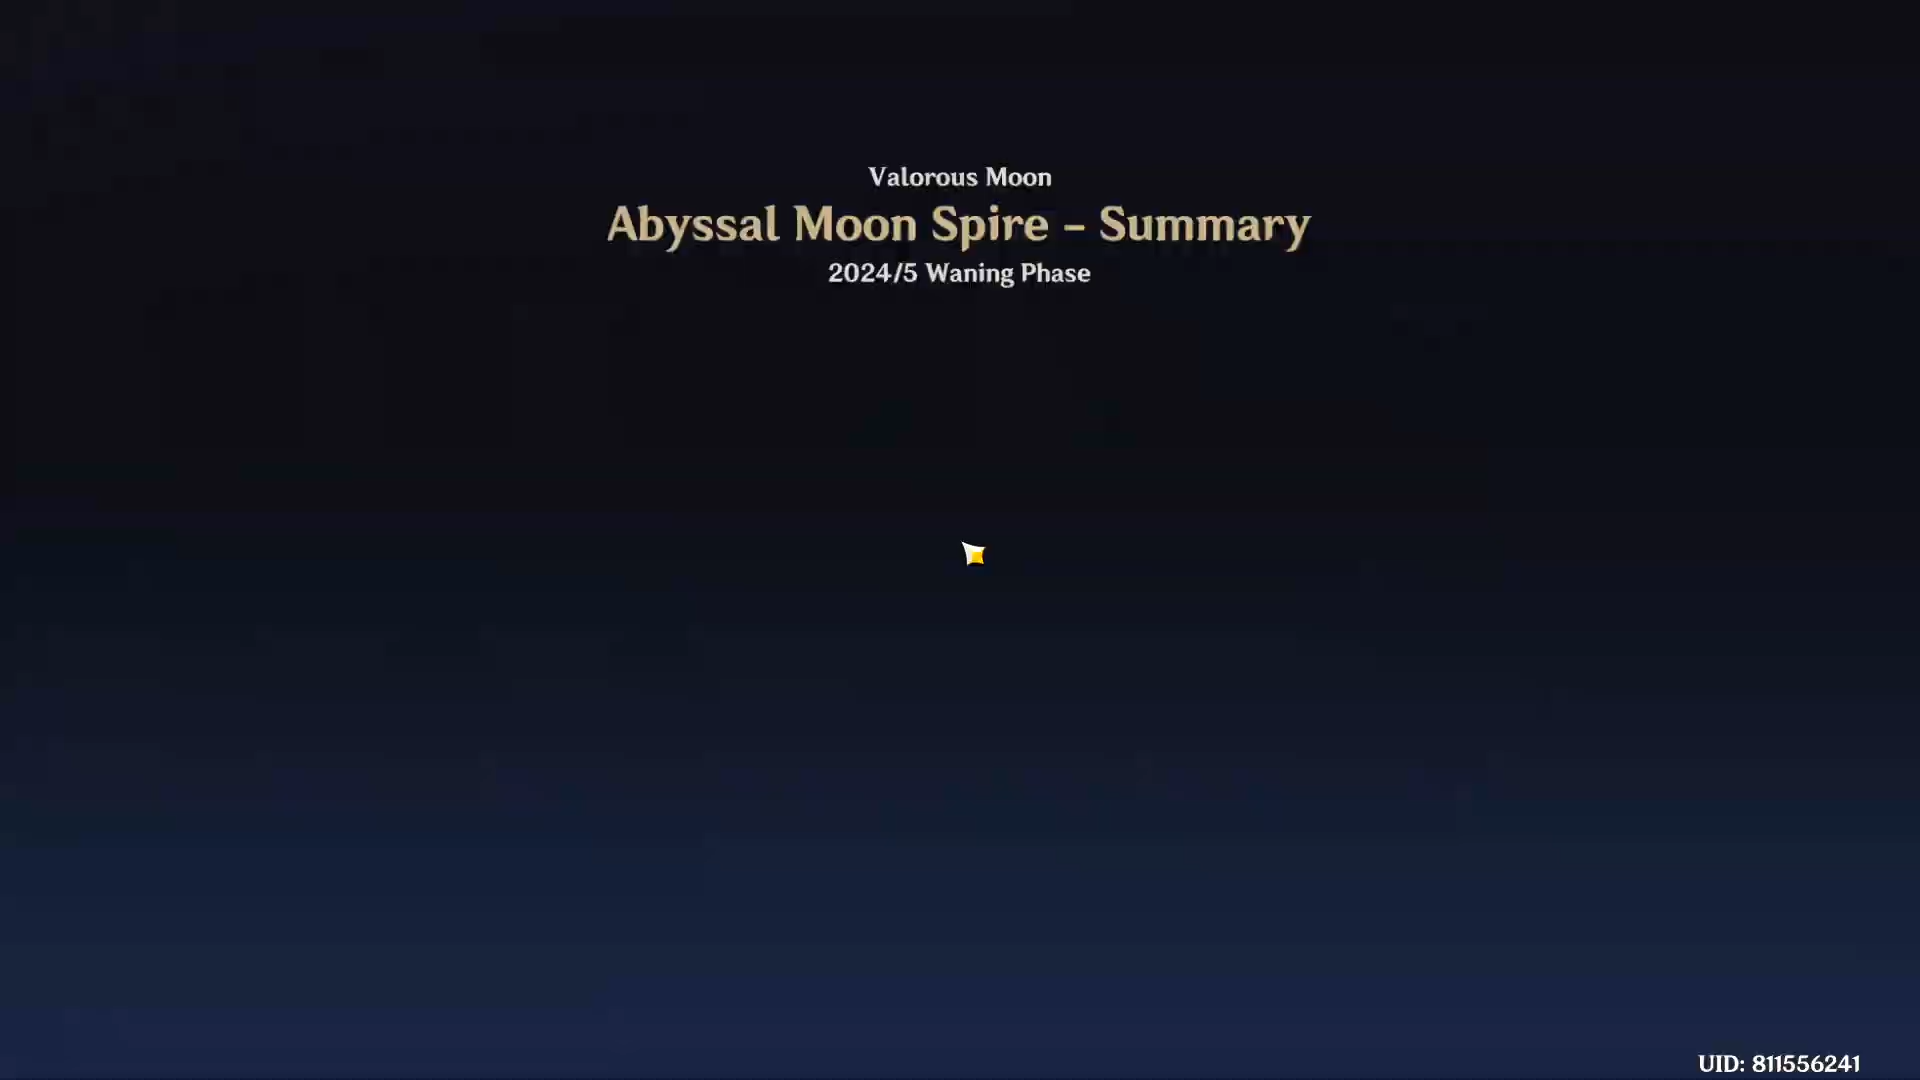 Valorous Moon
Abyssal Moon Spire – Summary
2024/5 Waning Phase
UID: 811556241